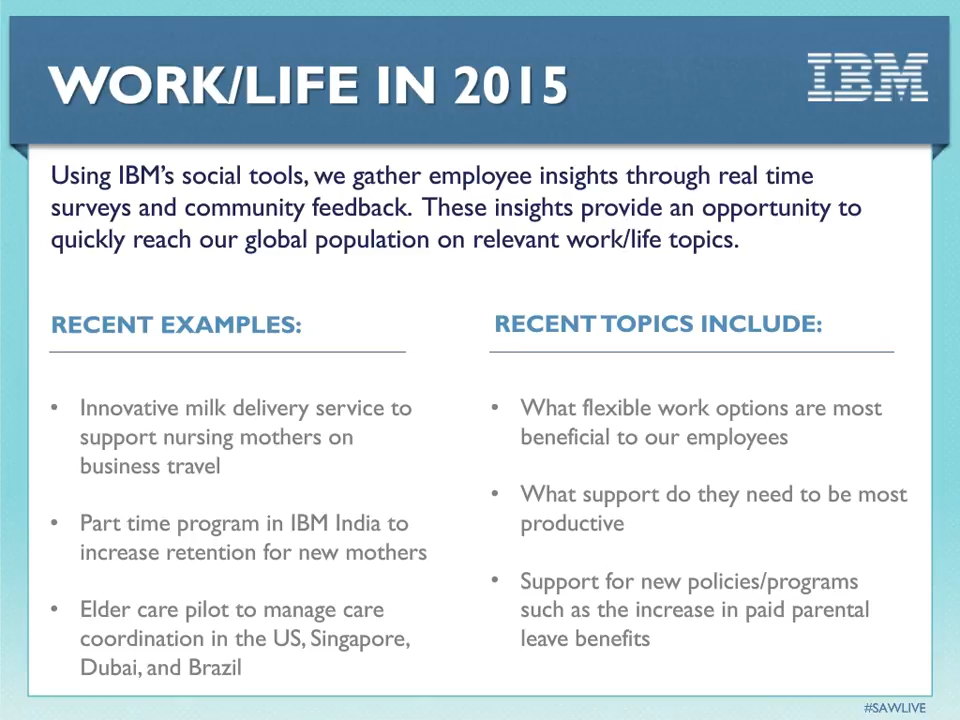 WORK/LIFE IN 2015
IBM
Using IBM’s social tools, we gather employee insights through real time
surveys and community feedback.  These insights provide an opportunity to
quickly reach our global population on relevant work/life topics.
RECENT EXAMPLES:
• Innovative milk delivery service to
support nursing mothers on
business travel
• Part time program in IBM India to
increase retention for new mothers
• Elder care pilot to manage care
coordination in the US, Singapore,
Dubai, and Brazil
RECENT TOPICS INCLUDE:
• What flexible work options are most
beneficial to our employees
• What support do they need to be most
productive
• Support for new policies/programs
such as the increase in paid parental
leave benefits
#SAWLIVE